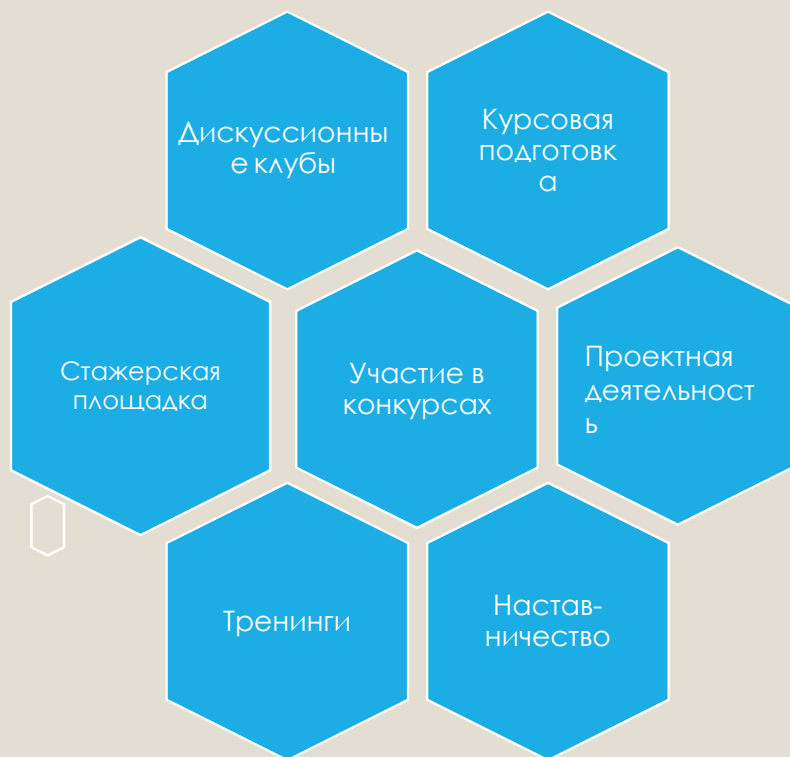 Дискуссионны
е клубы
Курсовая
подготовк
а
Стажерская
площадка
Участие в
конкурсах
Проектная
деятельност
ь
Тренинги
Настав-
ничество